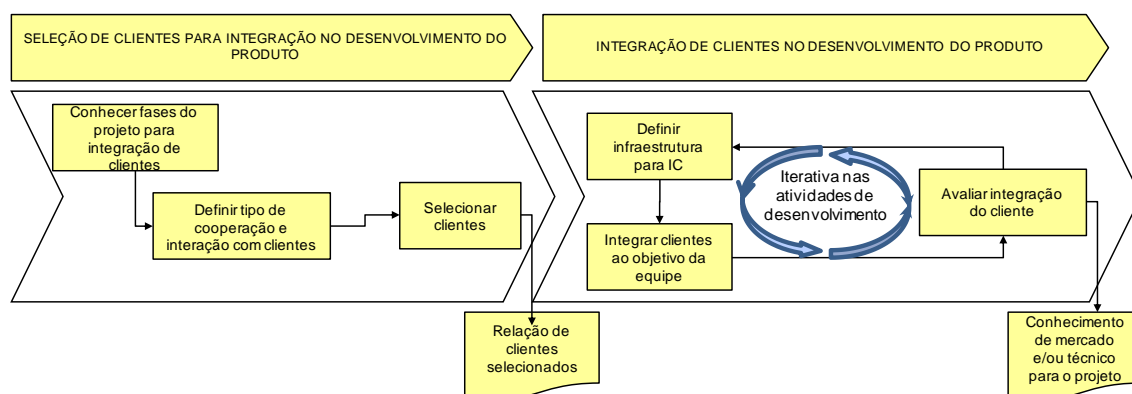 SELEÇÃO DE CLIENTES PARA INTEGRAÇÃO NO DESENVOLVIMENTO DO
PRODUTO
INTEGRAÇÃO DE CLIENTES NO DESENVOLVIMENTO DO PRODUTO
Conhecer fases do
projeto para
integração de
clientes
Definir tipo de
cooperação e
interação com clientes
Selecionar
clientes
Relação de
clientes
selecionados
Definir
infraestrutura
para IC
Integrar clientes
ao objetivo da
equipe
Iterativa nas
atividades de
desenvolvimento
Avaliar integração
do cliente
Conhecimento
de mercado
e/ou técnico
para o projeto